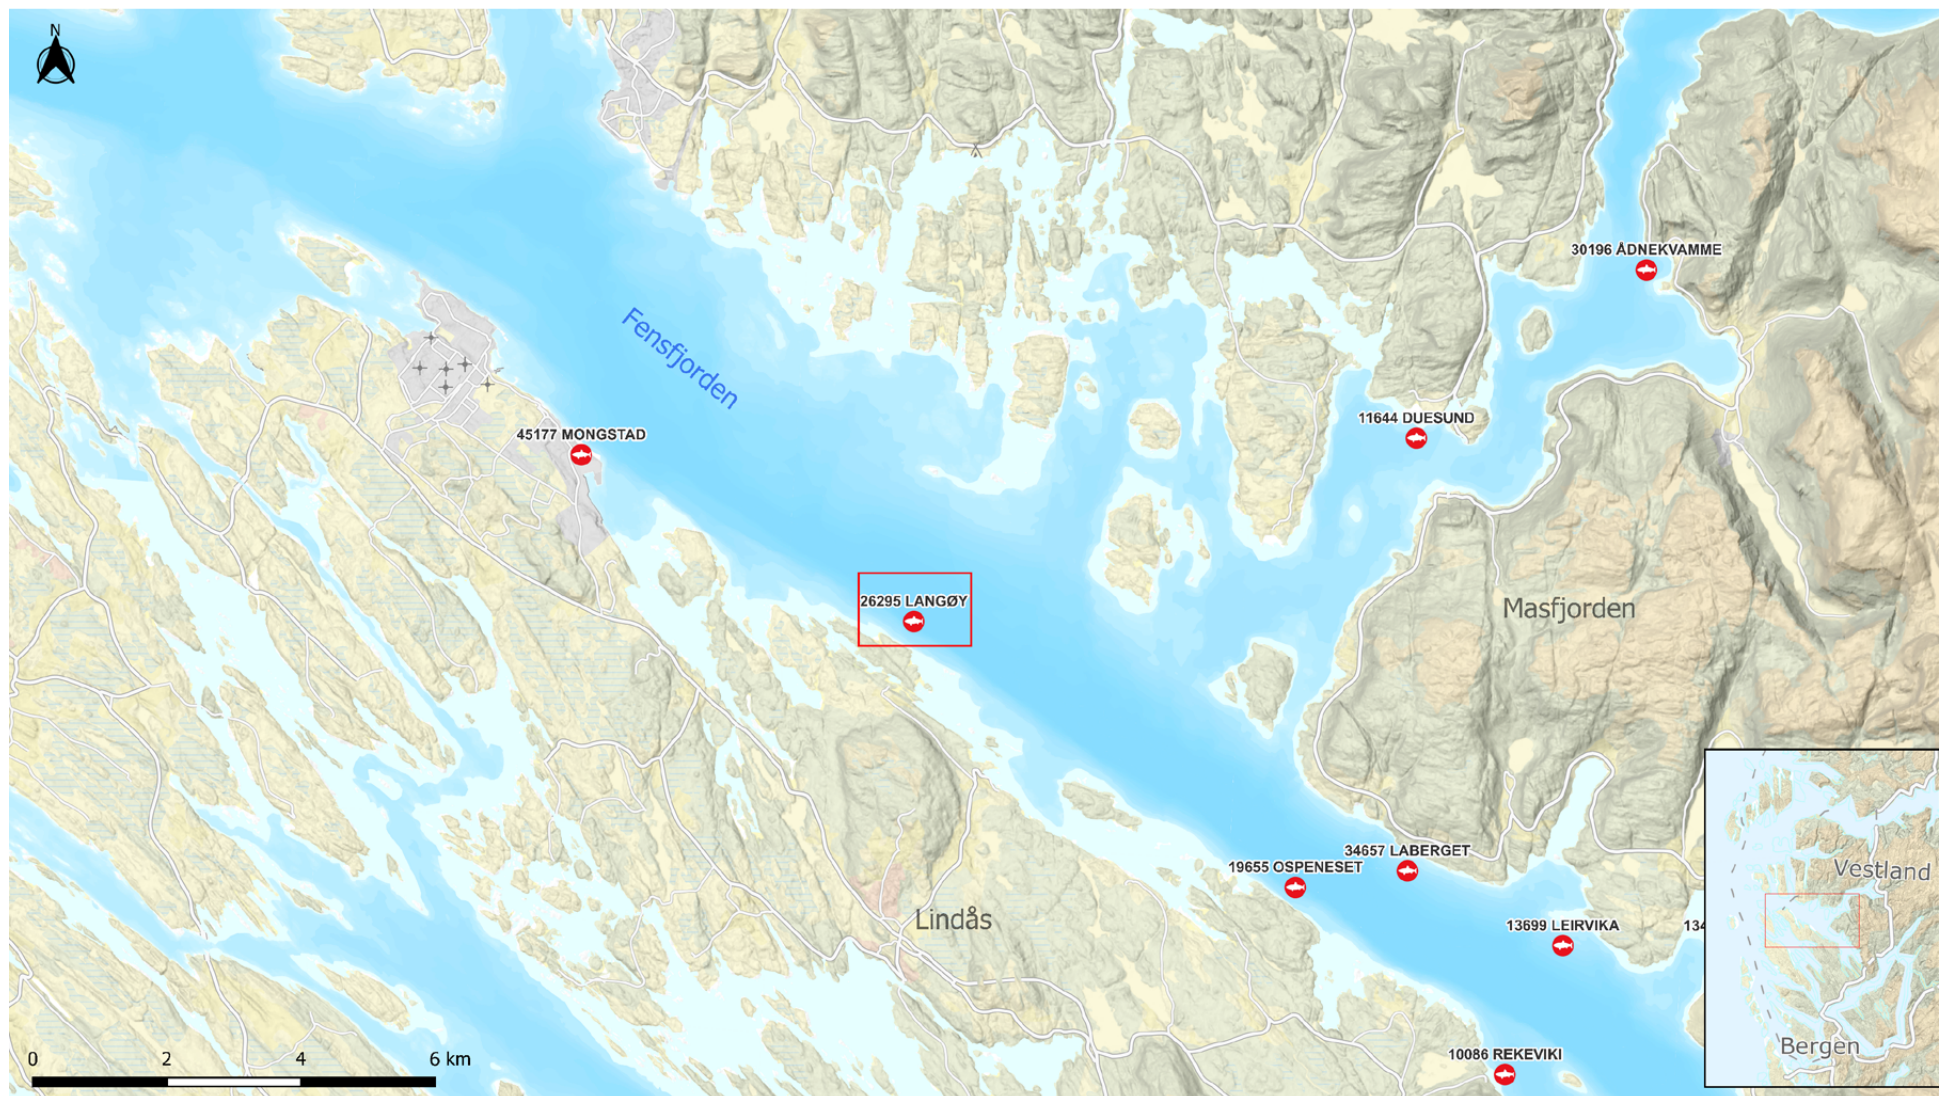 N
30196 ÅDNEKVAMME
Fensfjorden
11644 DUESUND
45177 MONGSTAD
26295 LANGØY
Masfjorden
34657 LABERGET
19655 OSPENESET
Vestland
Lindås
13699 LEIRVIKA
134
Bergen
10086 REKEVIKI
0 2 4 6 km